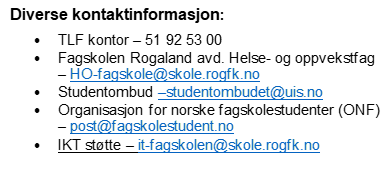 Diverse kontaktinformasjon:
• TLF kontor – 51 92 53 00
• Fagskolen Rogaland avd. Helse- og oppvekstfag
– HO-fagskole@skole.rogfk.no
• Studentombud –studentombudet@uis.no
• Organisasjon for norske fagskolestudenter (ONF)
– post@fagskolestudent.no
• IKT støtte – it-fagskolen@skole.rogfk.no